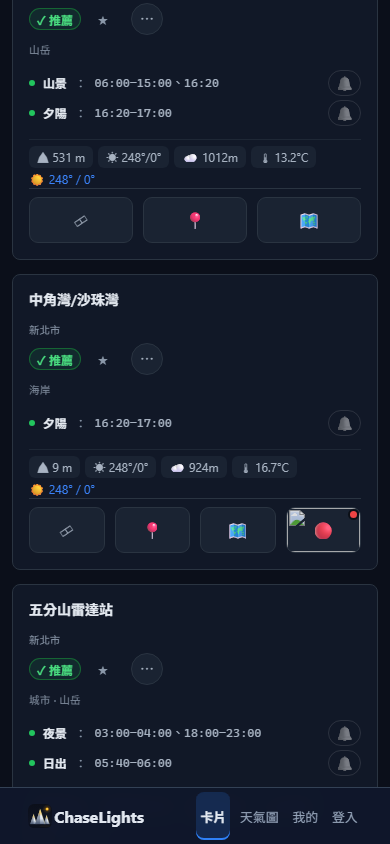 ✓ 推薦 ★ ⋯
山岳
山景 : 06:00–15:00、16:20
夕陽 : 16:20–17:00
531 m 248°/0° 1012m 13.2°C
248° / 0°
中角灣/沙珠灣
新北市
✓ 推薦 ★ ⋯
海岸
夕陽 : 16:20–17:00
9 m 248°/0° 924m 16.7°C
248° / 0°
五分山雷達站
新北市
✓ 推薦 ★ ⋯
城市 · 山岳
夜景 : 03:00–04:00、18:00–23:00
日出 : 05:40–06:00
ChaseLights 卡片 天氣圖 我的 登入